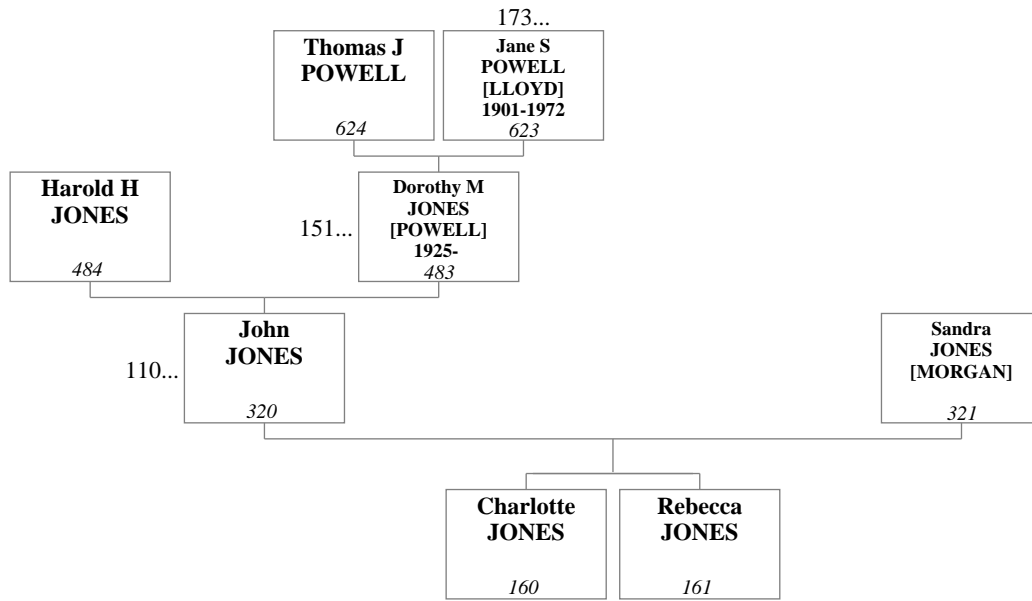 173...
Thomas J
POWELL
624
Jane S
POWELL
[LLOYD]
1901-1972
623
Harold H
JONES
484
151...
Dorothy M
JONES
[POWELL]
1925-
483
110...
John
JONES
320
Sandra
JONES
[MORGAN]
321
Charlotte
JONES
160
Rebecca
JONES
161